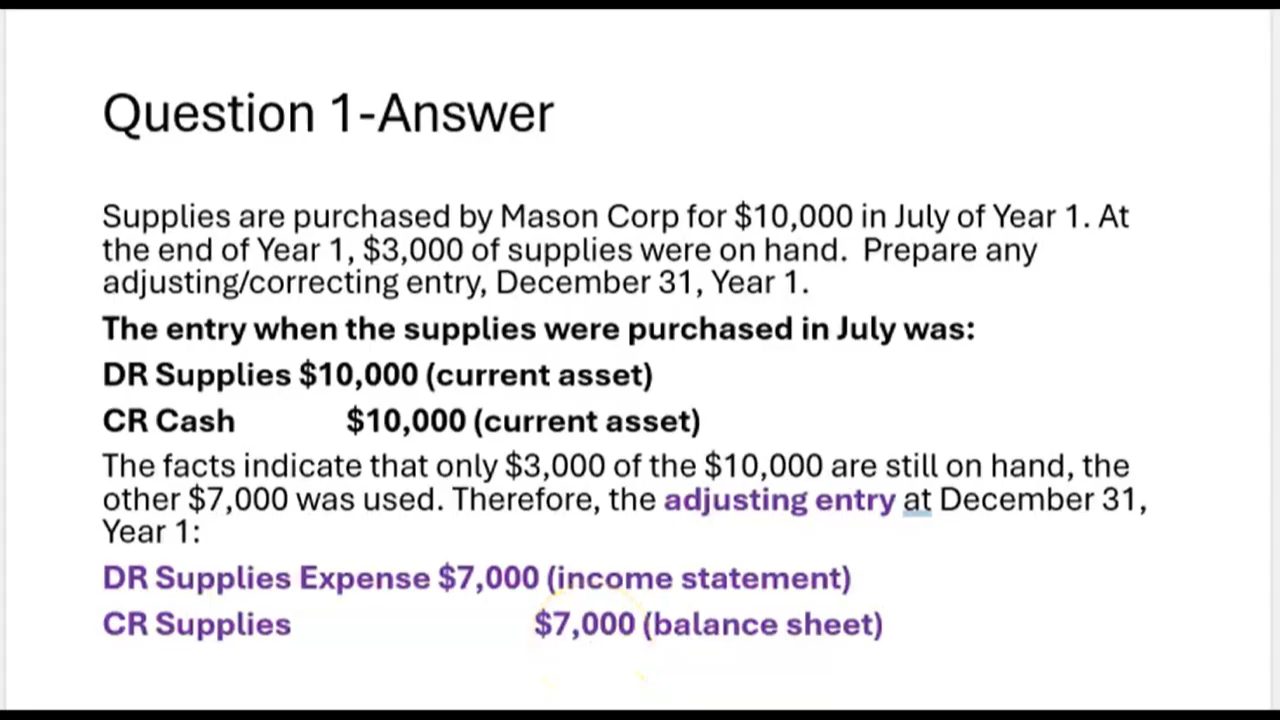 Question 1-Answer
Supplies are purchased by Mason Corp for $10,000 in July of Year 1. At
the end of Year 1, $3,000 of supplies were on hand.  Prepare any
adjusting/correcting entry, December 31, Year 1.
The entry when the supplies were purchased in July was:
DR Supplies $10,000 (current asset)
CR Cash $10,000 (current asset)
The facts indicate that only $3,000 of the $10,000 are still on hand, the
other $7,000 was used. Therefore, the adjusting entry at December 31,
Year 1:
DR Supplies Expense $7,000 (income statement)
CR Supplies $7,000 (balance sheet)